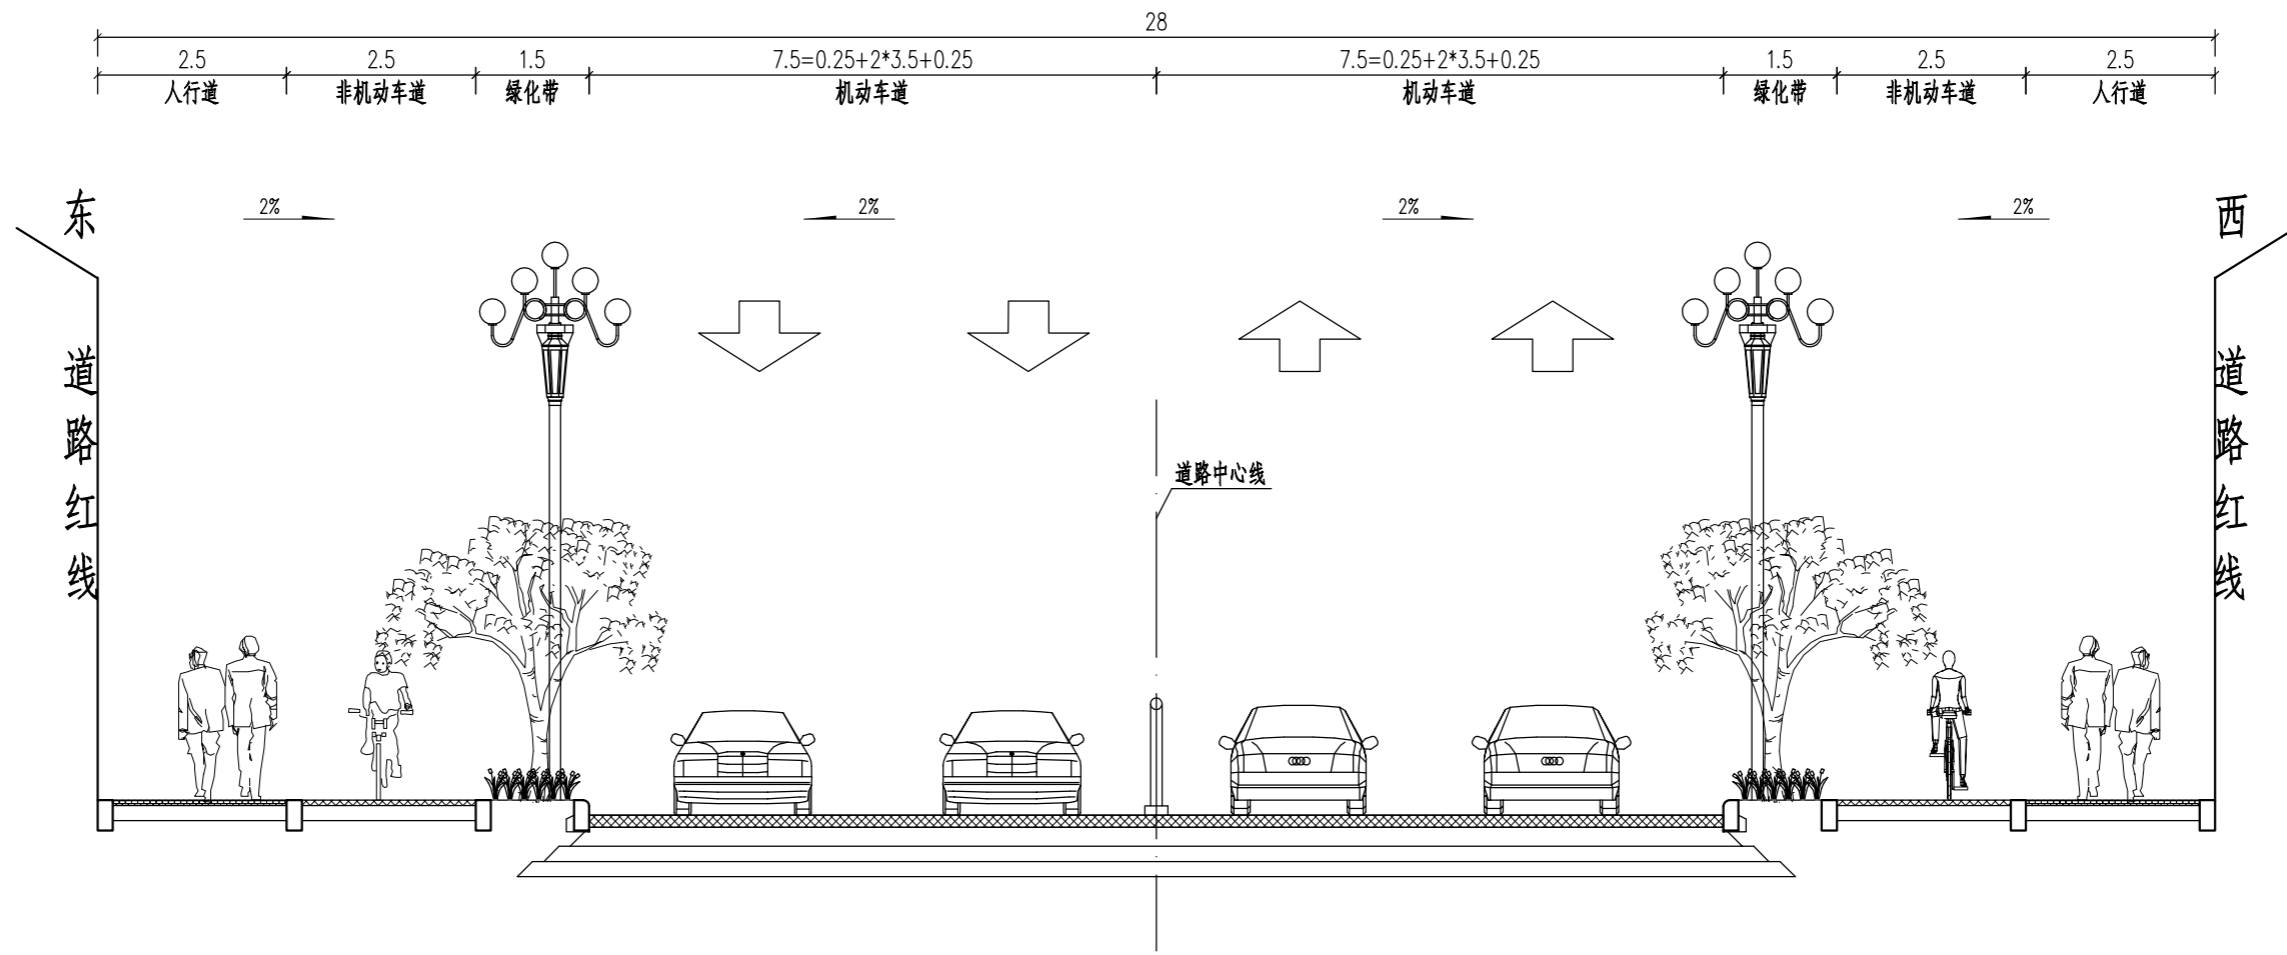 28
2.5 2.5 1.5 7.5=0.25+2*3.5+0.25 7.5=0.25+2*3.5+0.25 1.5 2.5 2.5
人行道 非机动车道 绿化带 机动车道 机动车道 绿化带 非机动车道 人行道
东
道路红线
2% 2% 2% 2%
西
道路红线
道路中心线